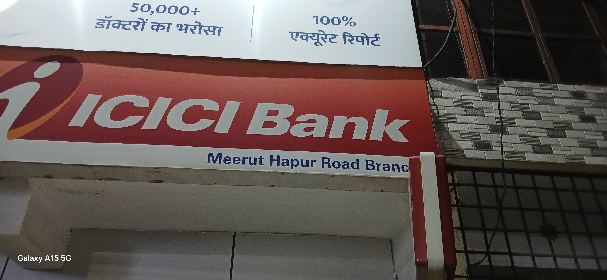 50,000+
डॉक्टरों का भरोसा
100%
एक्यूरेट रिपोर्ट
ICICI Bank
Meerut Hapur Road Branc
Galaxy A15 5G